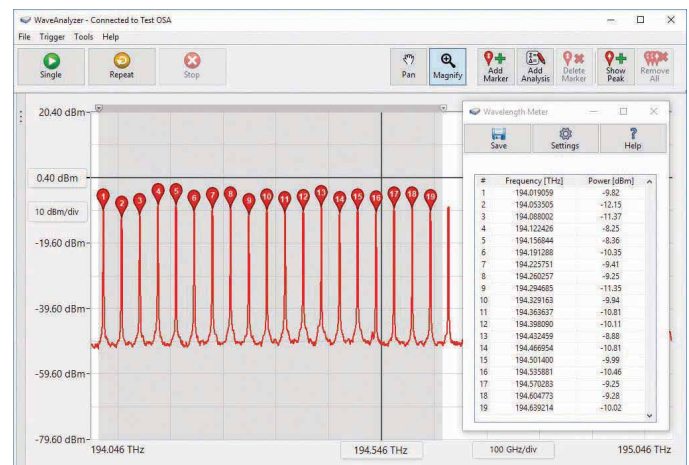 WaveAnalyzer - Connected to Test OSA
File Trigger Tools Help
Single Repeat Stop Pan Magnify Add Marker Add Analysis Delete Marker Show Peak Remove All
20.40 dBm
0.40 dBm
10 dBm/div
-19.60 dBm
-39.60 dBm
-59.60 dBm
-79.60 dBm
1 2 3 4 5 6 7 8 9 10 11 12 13 14 15 16 17 18 19
194.046 THz 194.546 THz 100 GHz/div 195.046 THz
Wavelength Meter
Save Settings Help
# Frequency [THz] Power [dBm]
1 194.019059 -9.82
2 194.053505 -12.15
3 194.088002 -11.37
4 194.122426 -8.25
5 194.156844 -8.36
6 194.191288 -10.35
7 194.225751 -9.41
8 194.260257 -9.25
9 194.294685 -11.35
10 194.329163 -9.94
11 194.363637 -10.81
12 194.398090 -10.11
13 194.432459 -8.88
14 194.466954 -10.81
15 194.501400 -9.99
16 194.535881 -10.46
17 194.570283 -9.25
18 194.604773 -9.28
19 194.639214 -10.02